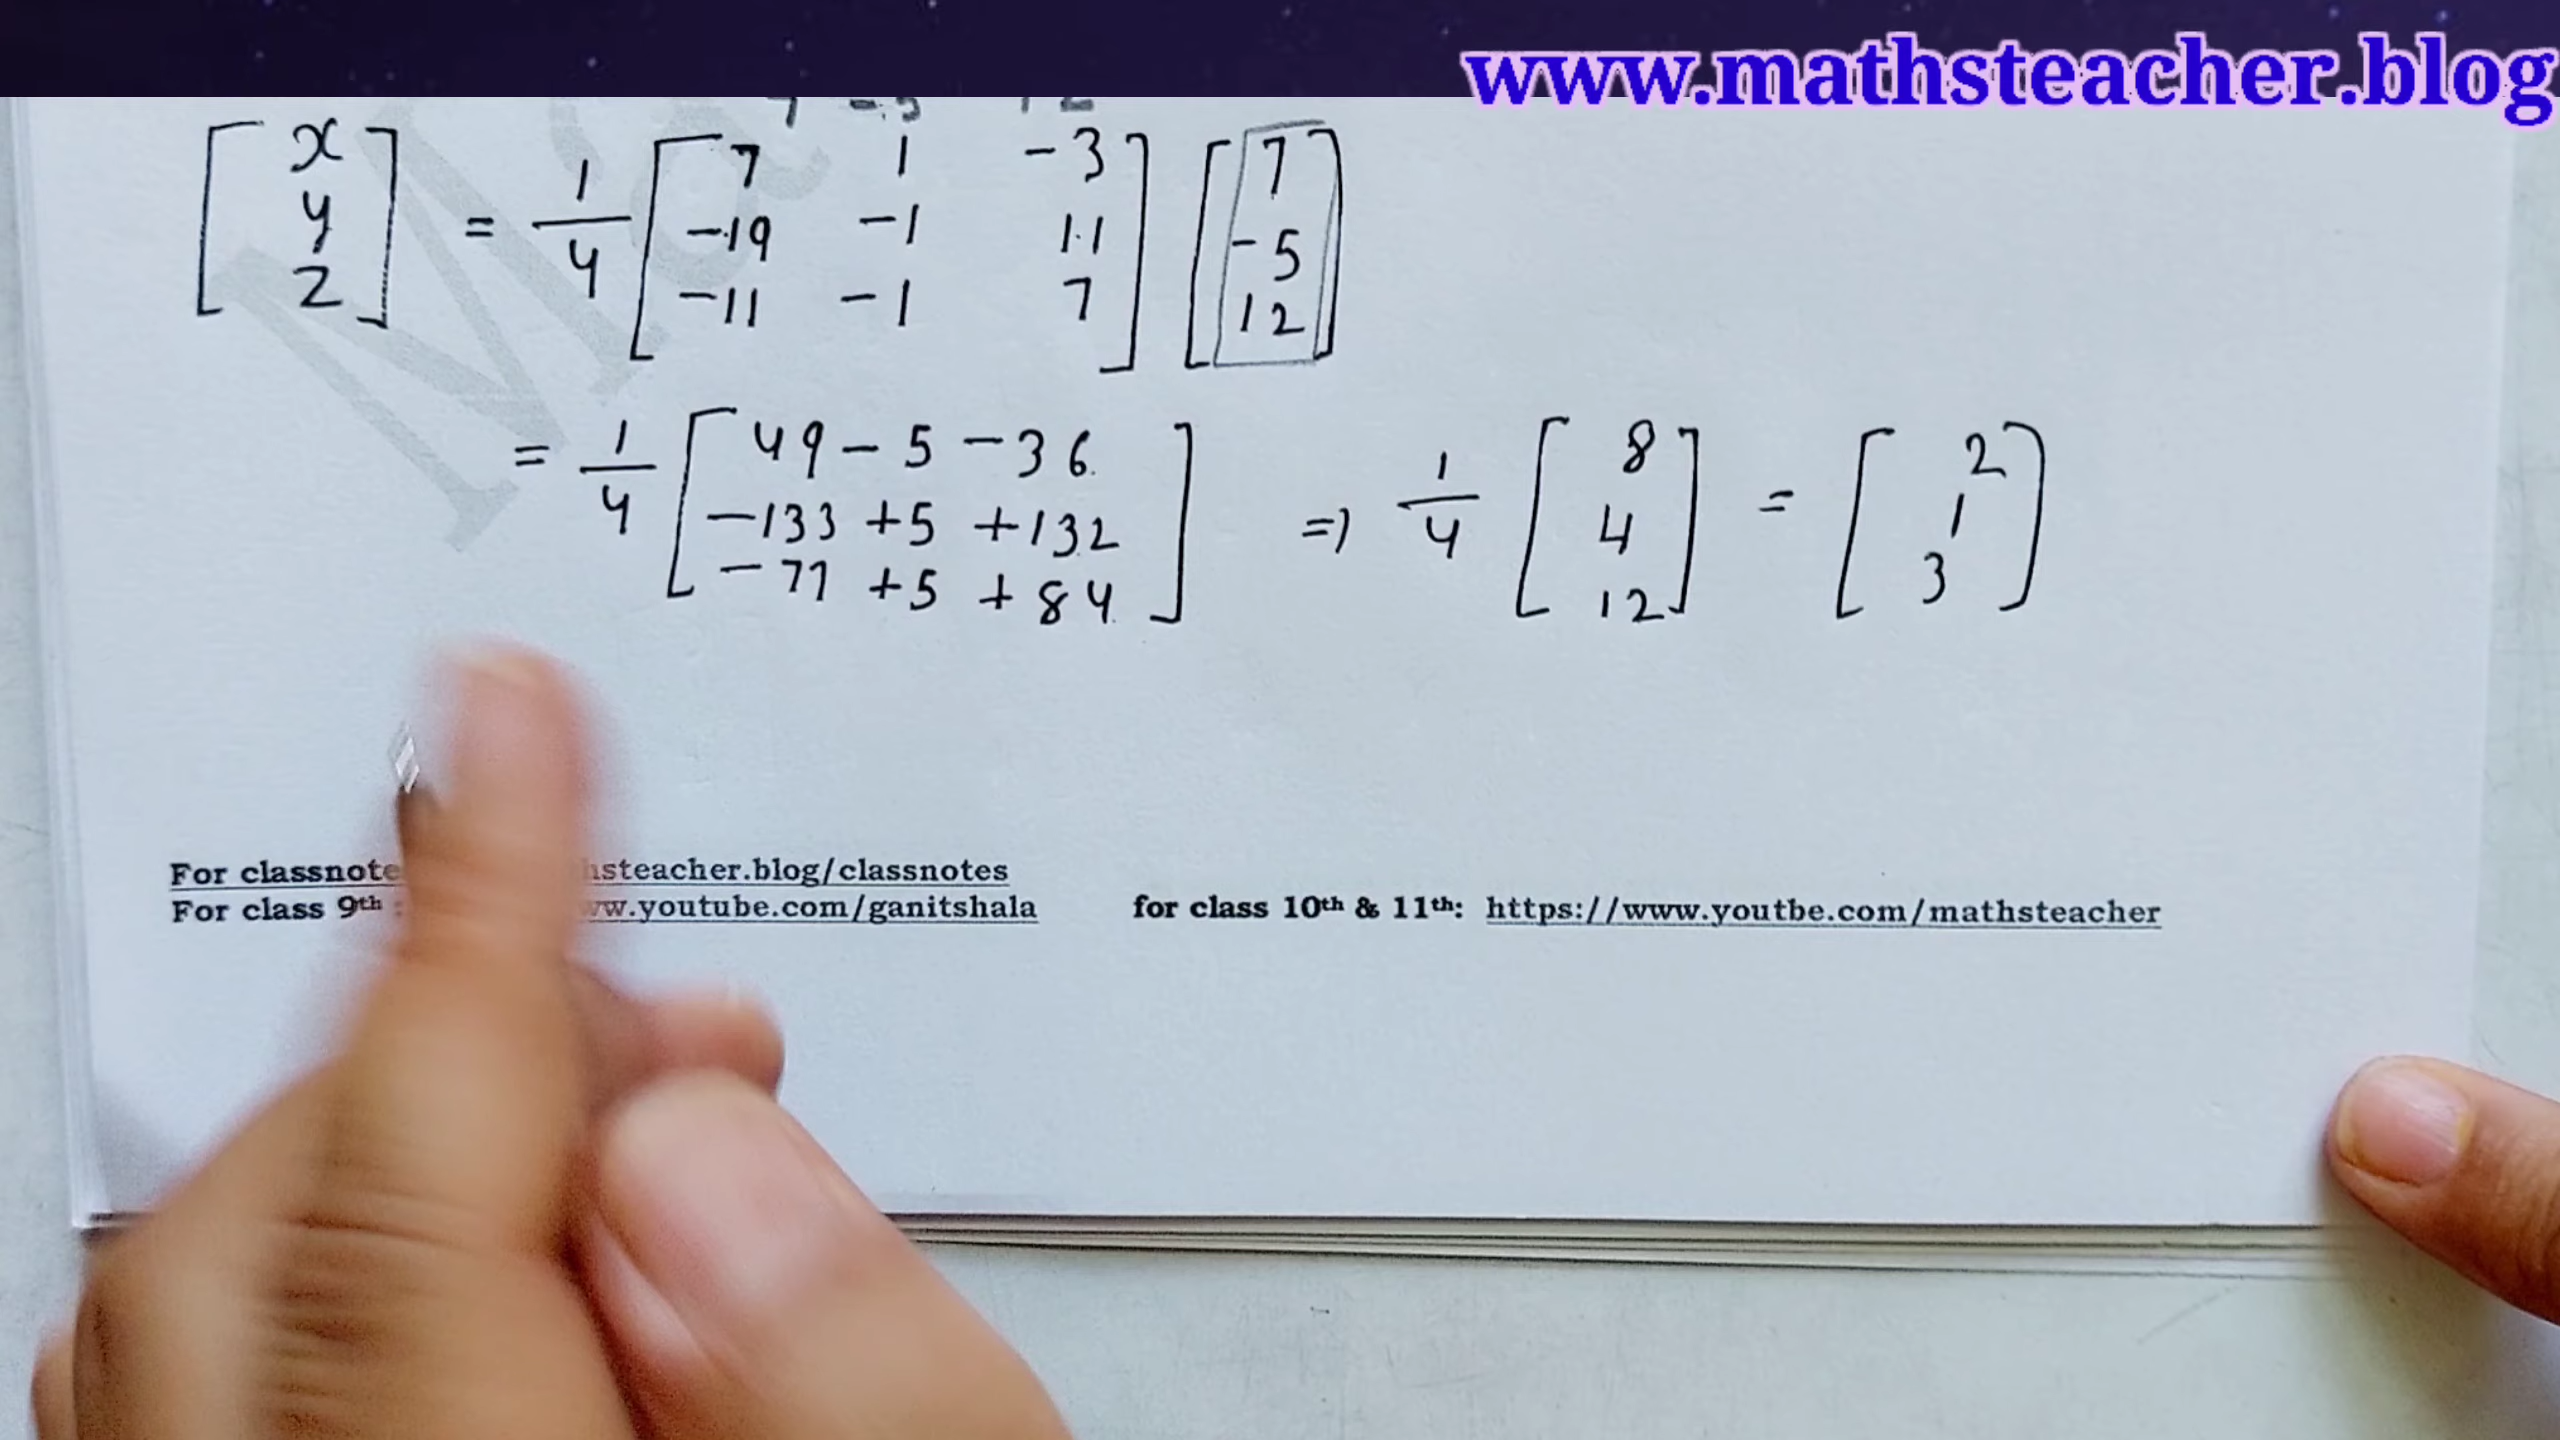 www.mathsteacher.blog
[x y z] = 1/4 [7 1 -3; -19 -1 11; -11 -1 7] [7; -5; 12]
= 1/4 [49 - 5 - 36; -133 + 5 + 132; -77 + 5 + 84] => 1/4 [8; 4; 12] = [2; 1; 3]
For classnote hsteacher.blog/classnotes
For class 9th : w.youtube.com/ganitshala for class 10th & 11th: https://www.youtbe.com/mathsteacher